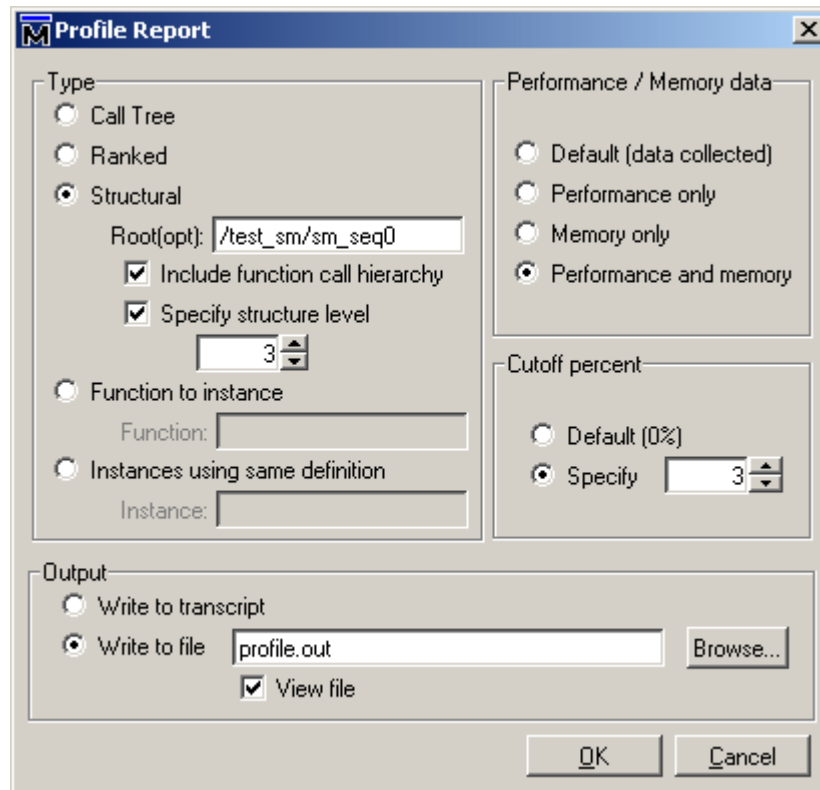 Profile Report
Type
Call Tree
Ranked
Structural
Root(opt): /test_sm/sm_seq0
Include function call hierarchy
Specify structure level
3
Function to instance
Function:
Instances using same definition
Instance:
Performance / Memory data
Default (data collected)
Performance only
Memory only
Performance and memory
Cutoff percent
Default (0%)
Specify 3
Output
Write to transcript
Write to file profile.out Browse...
View file
OK Cancel